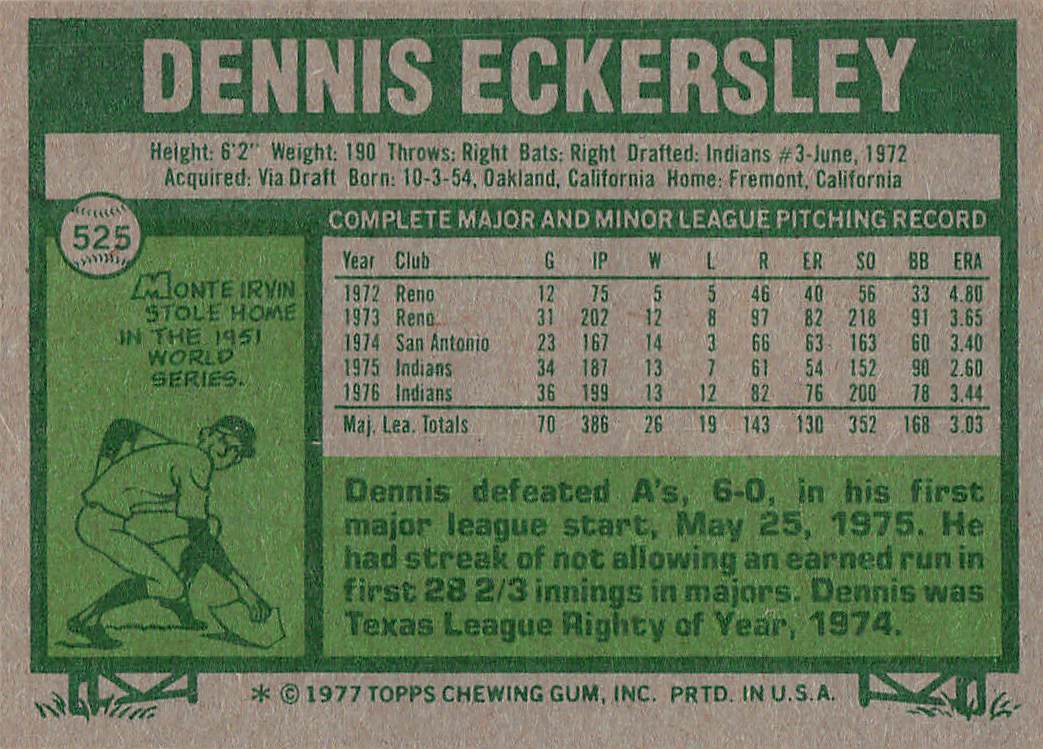 DENNIS ECKERSLEY
Height: 6'2" Weight: 190 Throws: Right Bats: Right Drafted: Indians #3-June, 1972
Acquired: Via Draft Born: 10-3-54, Oakland, California Home: Fremont, California
525
MONTE IRVIN
STOLE HOME
IN THE 1951
WORLD
SERIES.
COMPLETE MAJOR AND MINOR LEAGUE PITCHING RECORD
Year Club G IP W L R ER SO BB ERA
1972 Reno 12 75 5 5 46 40 56 33 4.80
1973 Reno 31 202 12 8 97 82 218 91 3.65
1974 San Antonio 23 167 14 3 66 63 163 60 3.40
1975 Indians 34 187 13 7 61 54 152 90 2.60
1976 Indians 36 199 13 12 82 76 200 78 3.44
Maj. Lea. Totals 70 386 26 19 143 130 352 168 3.03
Dennis defeated A's, 6-0, in his first
major league start, May 25, 1975. He
had streak of not allowing an earned run in
first 28 2/3 innings in majors. Dennis was
Texas League Righty of Year, 1974.
* © 1977 TOPPS CHEWING GUM, INC. PRTD. IN U.S.A.